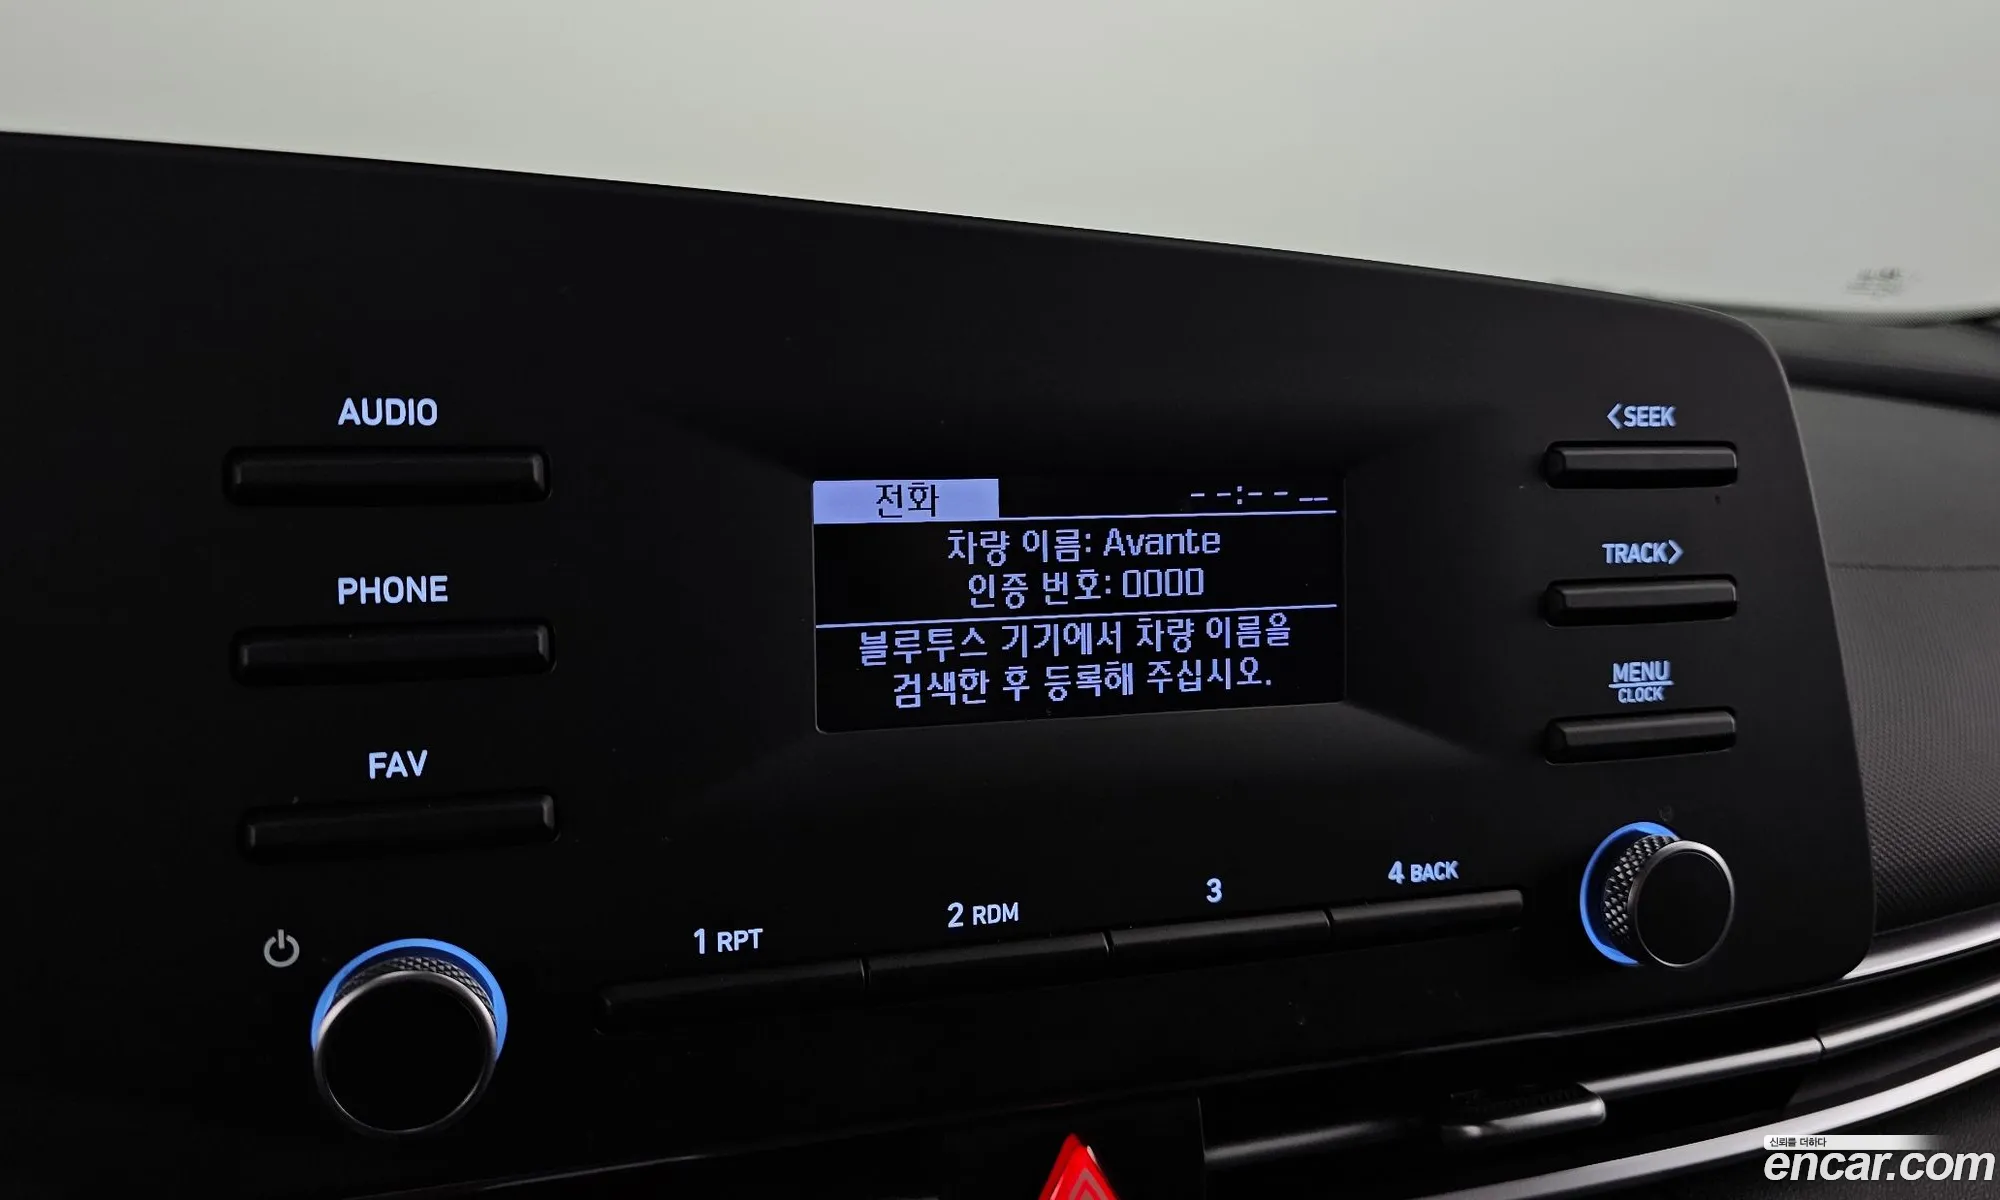 AUDIO
PHONE
FAV
전화 --:-- __
차량 이름: Avante
인증 번호: 0000
블루투스 기기에서 차량 이름을
검색한 후 등록해 주십시오.
<SEEK
TRACK>
MENU
CLOCK
1 RPT
2 RDM
3
4 BACK
신뢰를 더하다
encar.com